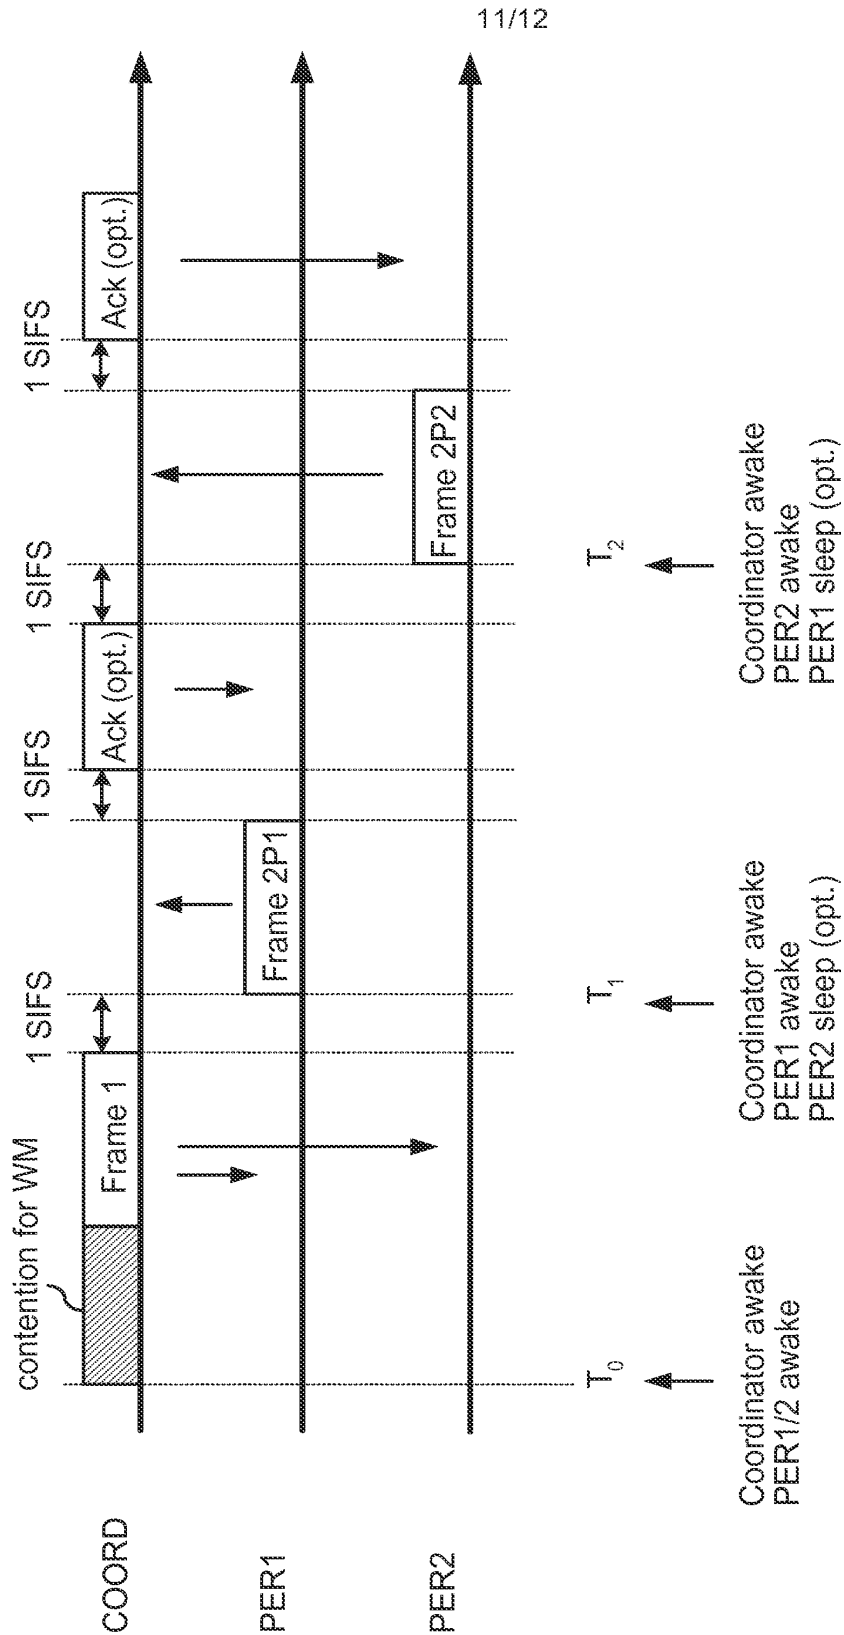 11/12
contention for WM
1 SIFS
1 SIFS
1 SIFS
1 SIFS
COORD
Frame 1
Ack (opt.)
Ack (opt.)
PER1
Frame 2P1
PER2
Frame 2P2
T0
T1
T2
Coordinator awake
PER1/2 awake
Coordinator awake
PER1 awake
PER2 sleep (opt.)
Coordinator awake
PER2 awake
PER1 sleep (opt.)